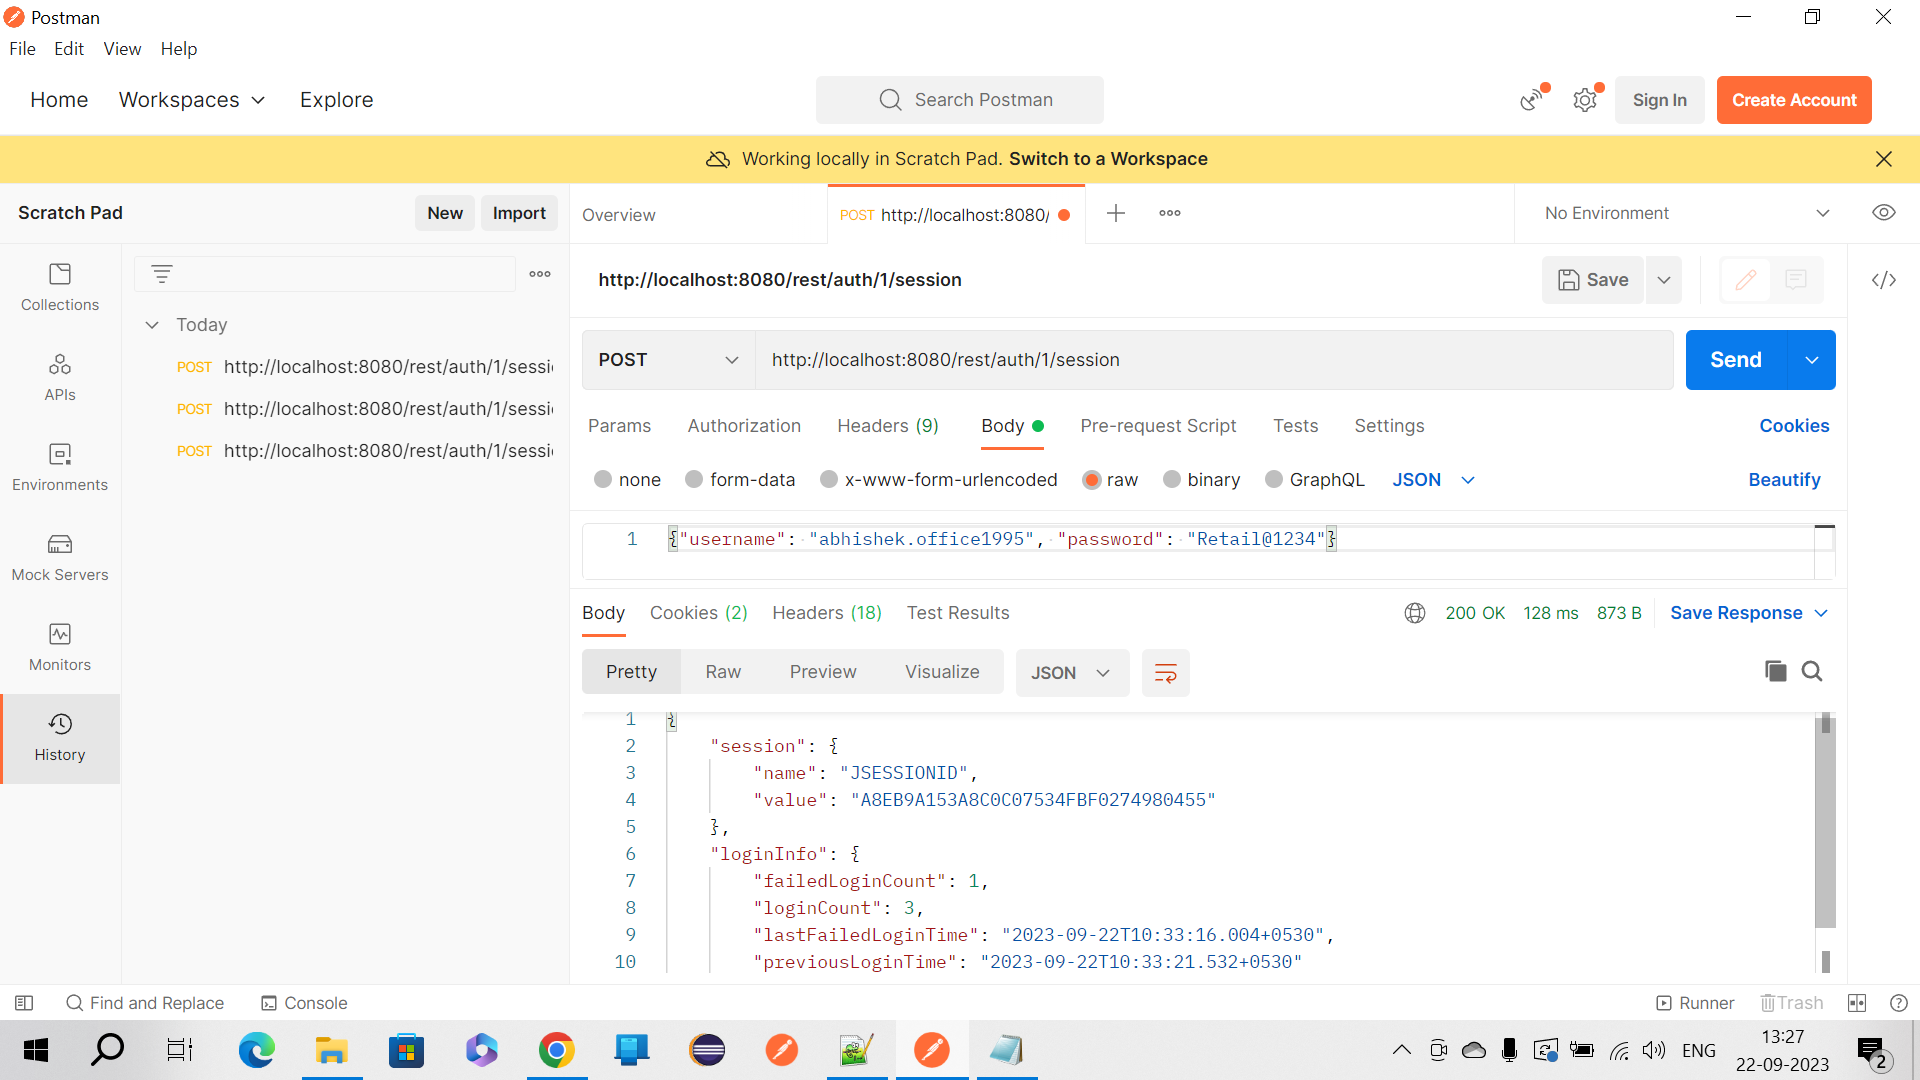 Postman
File Edit View Help
Home Workspaces Explore
Search Postman
Sign In
Create Account
Working locally in Scratch Pad. Switch to a Workspace
Scratch Pad
New
Import
Overview
POST http://localhost:8080/
No Environment
Collections
APIs
Environments
Mock Servers
Monitors
History
Today
POST http://localhost:8080/rest/auth/1/sessi
POST http://localhost:8080/rest/auth/1/sessi
POST http://localhost:8080/rest/auth/1/sessi
http://localhost:8080/rest/auth/1/session
Save
POST
http://localhost:8080/rest/auth/1/session
Send
Params Authorization Headers (9) Body Pre-request Script Tests Settings
Cookies
none form-data x-www-form-urlencoded raw binary GraphQL JSON
Beautify
1 {"username": "abhishek.office1995", "password": "Retail@1234"}
Body Cookies (2) Headers (18) Test Results
200 OK 128 ms 873 B Save Response
Pretty Raw Preview Visualize JSON
1 {
2 "session": {
3 "name": "JSESSIONID",
4 "value": "A8EB9A153A8C0C07534FBF0274980455"
5 },
6 "loginInfo": {
7 "failedLoginCount": 1,
8 "loginCount": 3,
9 "lastFailedLoginTime": "2023-09-22T10:33:16.004+0530",
10 "previousLoginTime": "2023-09-22T10:33:21.532+0530"
Find and Replace Console
Runner Trash
ENG
13:27
22-09-2023
2